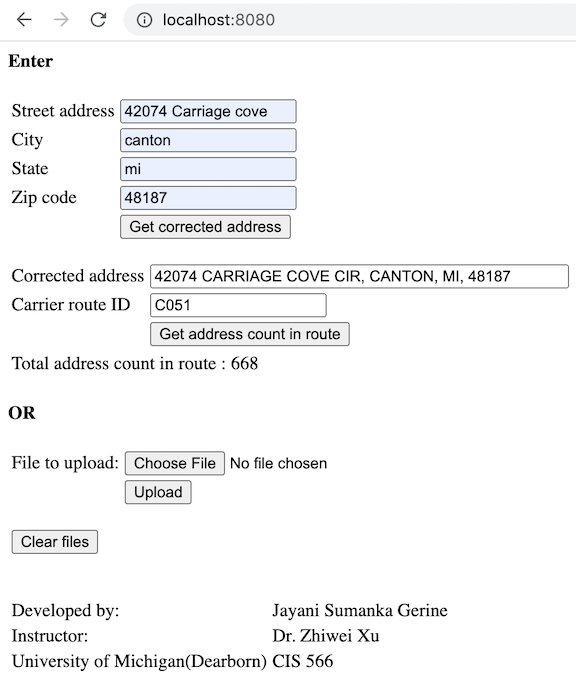 localhost:8080
Enter
Street address 42074 Carriage cove
City canton
State mi
Zip code 48187
Get corrected address
Corrected address 42074 CARRIAGE COVE CIR, CANTON, MI, 48187
Carrier route ID C051
Get address count in route
Total address count in route : 668
OR
File to upload: Choose File No file chosen
Upload
Clear files
Developed by: Jayani Sumanka Gerine
Instructor: Dr. Zhiwei Xu
University of Michigan(Dearborn) CIS 566